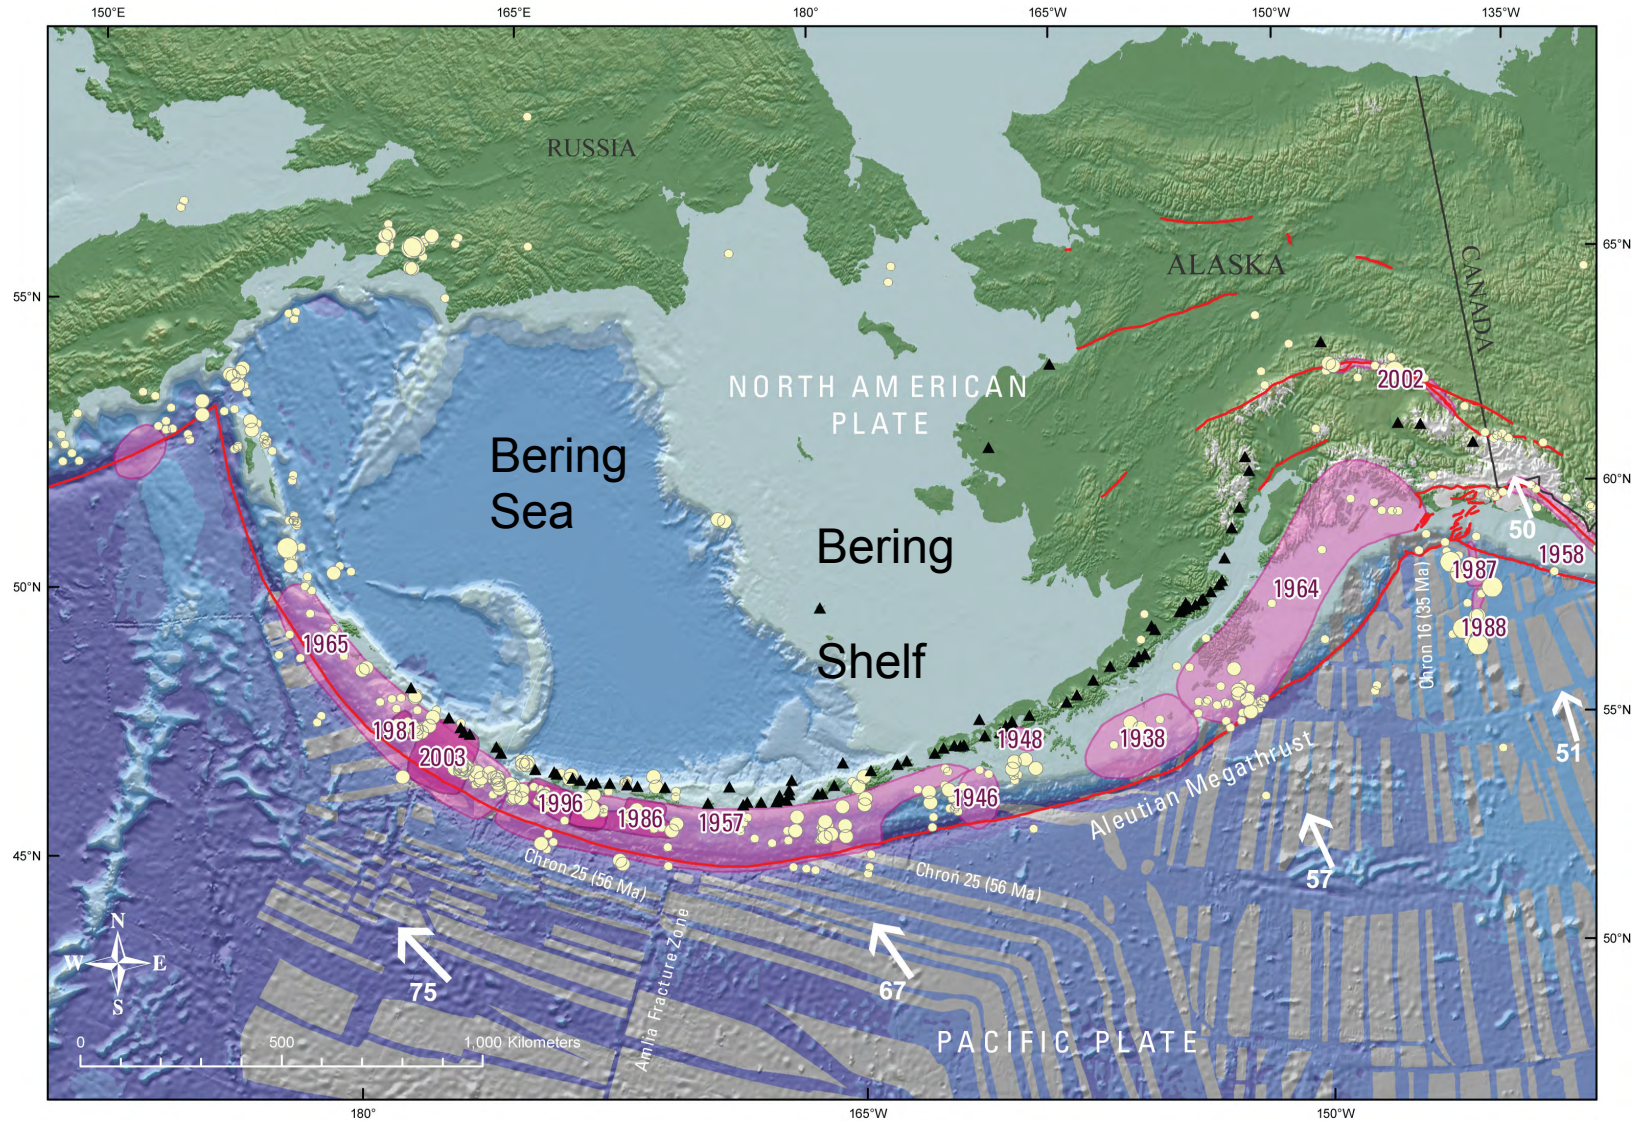 150°E
165°E
180°
165°W
150°W
135°W
RUSSIA
65°N
ALASKA
CANADA
55°N
NORTH AMERICAN
PLATE
2002
Bering
Sea
60°N
Bering
Shelf
50
1958
1987
50°N
1964
Chron 16 (35 Ma)
1988
1965
55°N
1981
1948
1938
51
2003
Aleutian Megathrust
1996
1986
1957
1946
45°N
Chron 25 (56 Ma)
Chron 25 (56 Ma)
57
N
W
E
S
Amlia Fracture Zone
50°N
75
67
0
500
1,000 Kilometers
PACIFIC PLATE
180°
165°W
150°W